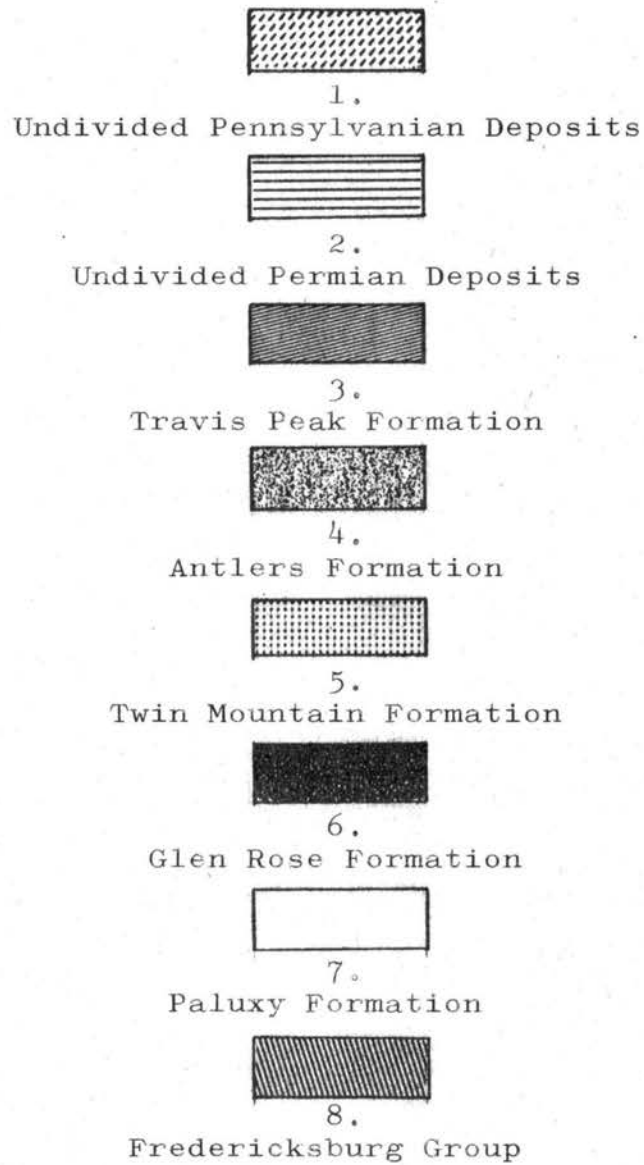 1.
Undivided Pennsylvanian Deposits
2.
Undivided Permian Deposits
3.
Travis Peak Formation
4.
Antlers Formation
5.
Twin Mountain Formation
6.
Glen Rose Formation
7.
Paluxy Formation
8.
Fredericksburg Group